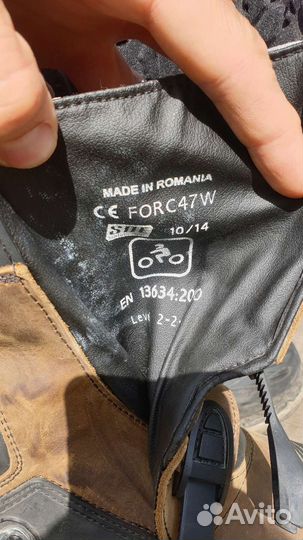 MADE IN ROMANIA
CE FORC47W
10/14
EN 13634:200
Level 2-2-
Avito